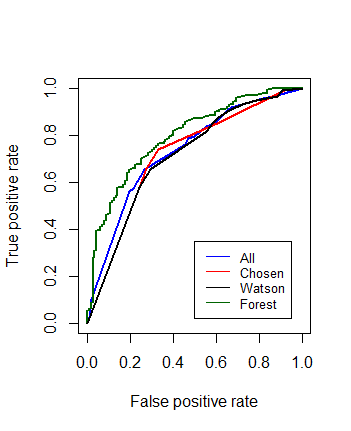 True positive rate
1.0
0.8
0.6
0.4
0.2
0.0
All
Chosen
Watson
Forest
0.0 0.2 0.4 0.6 0.8 1.0
False positive rate